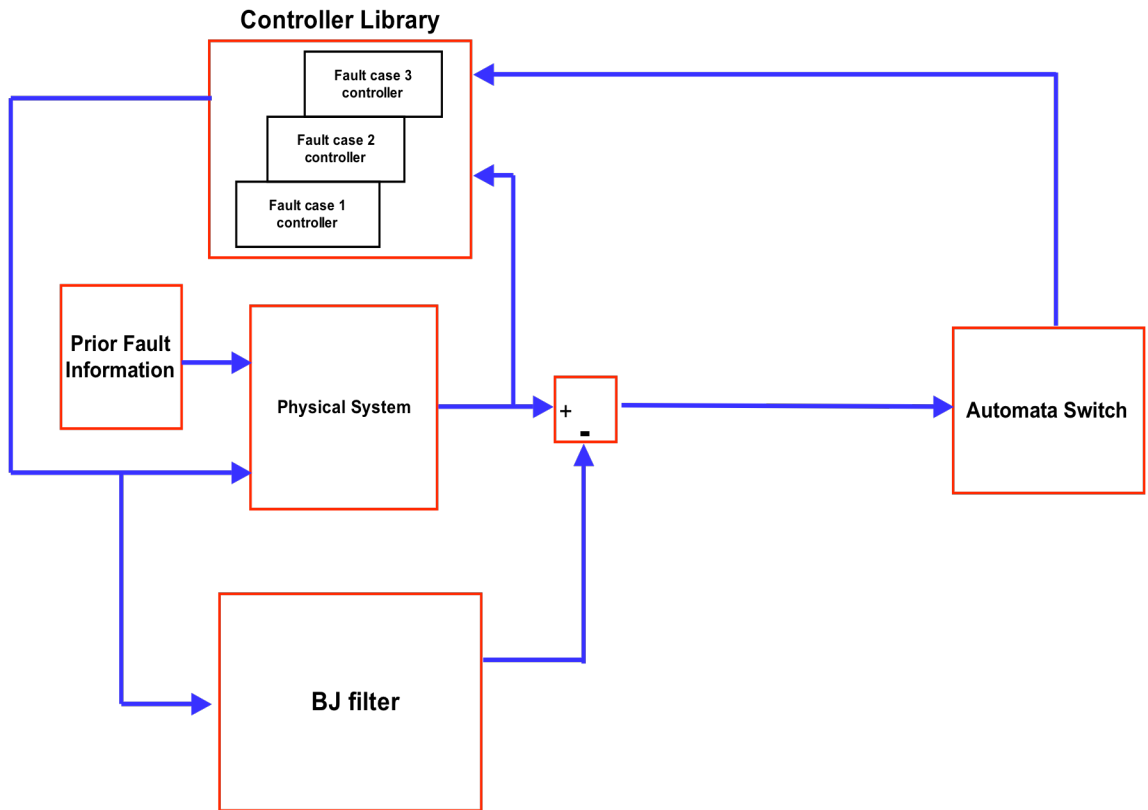 Controller Library
Fault case 3
controller
Fault case 2
controller
Fault case 1
controller
Prior Fault
Information
Physical System
+
-
Automata Switch
BJ filter